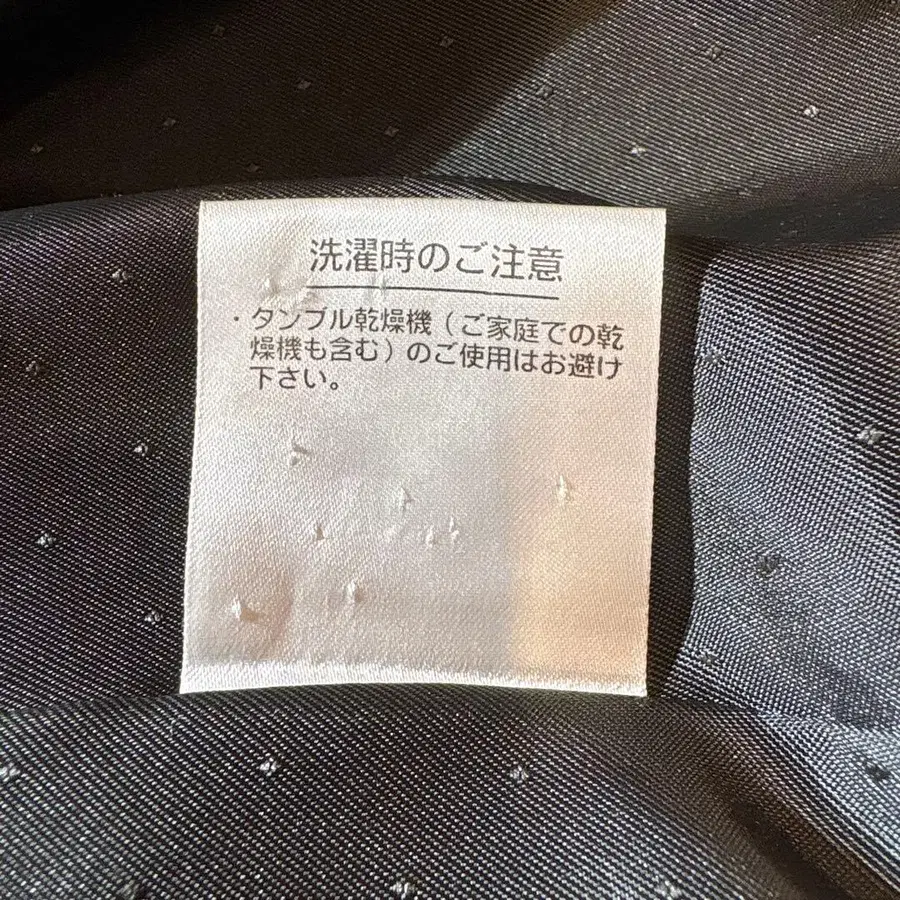 洗濯時のご注意
・タンブル乾燥機（ご家庭での乾
燥機も含む）のご使用はお避け
下さい。